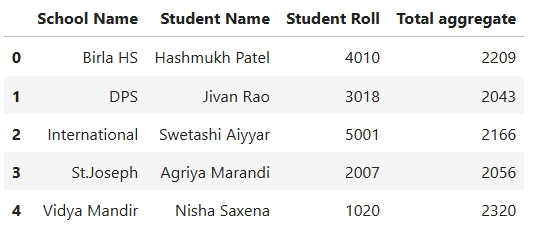 School Name Student Name Student Roll Total aggregate
0 Birla HS Hashmukh Patel 4010 2209
1 DPS Jivan Rao 3018 2043
2 International Swetashi Aiyyar 5001 2166
3 St.Joseph Agriya Marandi 2007 2056
4 Vidya Mandir Nisha Saxena 1020 2320